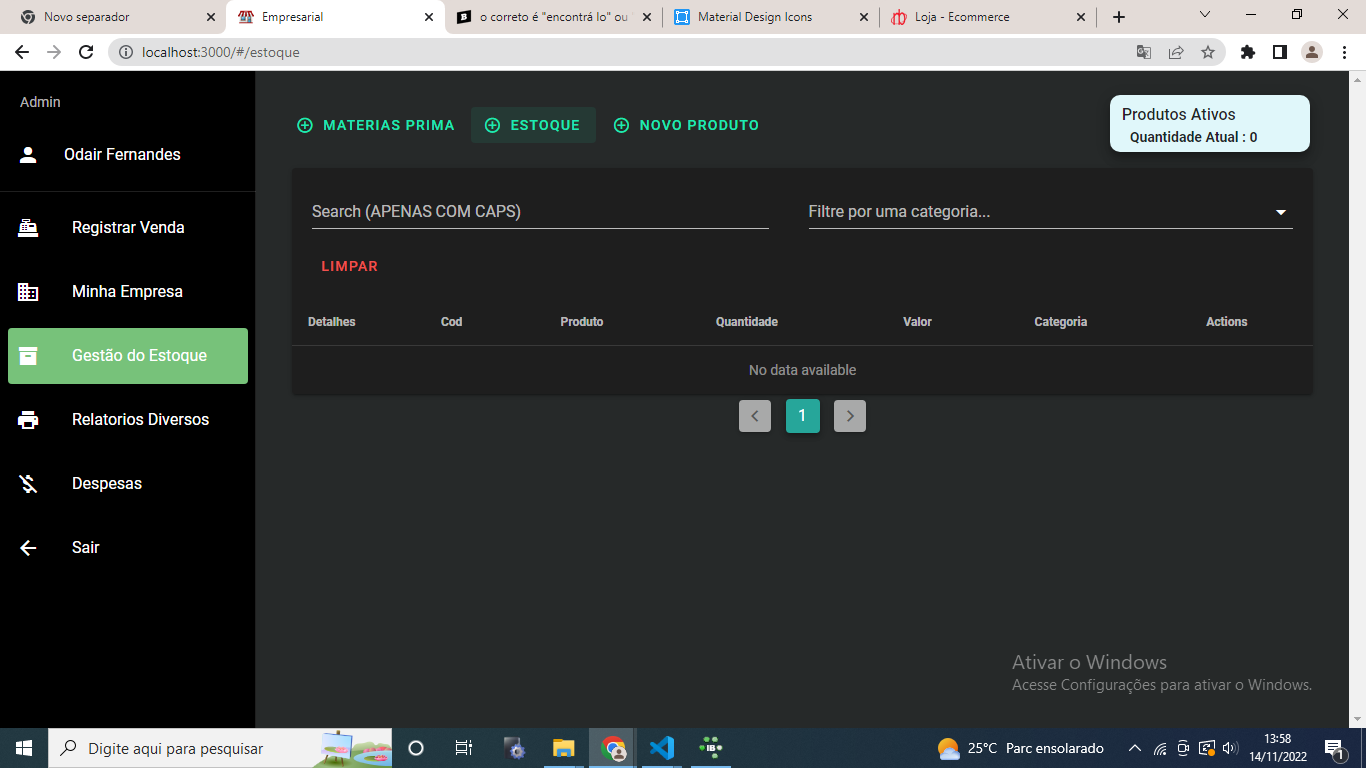 Novo separador
Empresarial
o correto é "encontrá lo" ou
Material Design Icons
Loja - Ecommerce
localhost:3000/#/estoque
Admin
Odair Fernandes
Registrar Venda
Minha Empresa
Gestão do Estoque
Relatorios Diversos
Despesas
Sair
MATERIAS PRIMA
ESTOQUE
NOVO PRODUTO
Produtos Ativos
Quantidade Atual : 0
Search (APENAS COM CAPS)
Filtre por uma categoria...
LIMPAR
Detalhes Cod Produto Quantidade Valor Categoria Actions
No data available
1
Ativar o Windows
Acesse Configurações para ativar o Windows.
Digite aqui para pesquisar
IB
25°C Parc ensolarado
13:58
14/11/2022
1